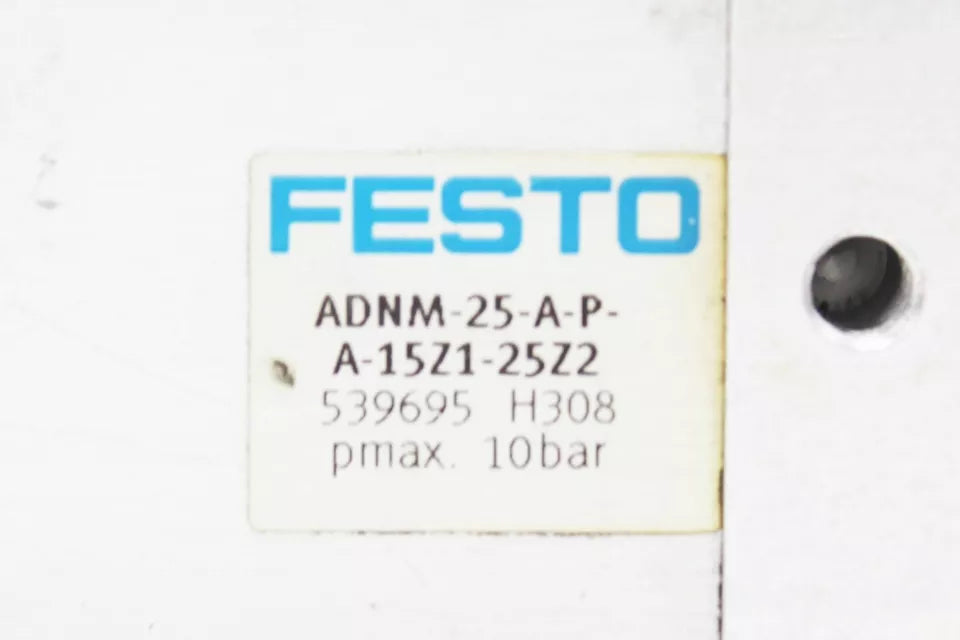 FESTO
ADNM-25-A-P-
A-15Z1-25Z2
539695 H308
pmax. 10bar